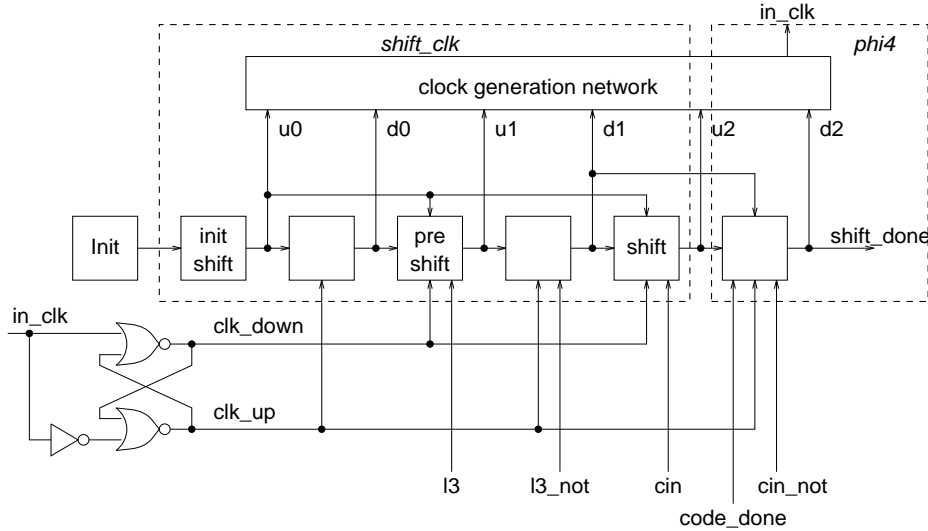 in_clk
shift_clk
phi4
clock generation network
u0
d0
u1
d1
u2
d2
Init
init
shift
pre
shift
shift
shift_done
in_clk
clk_down
clk_up
l3
l3_not
cin
cin_not
code_done